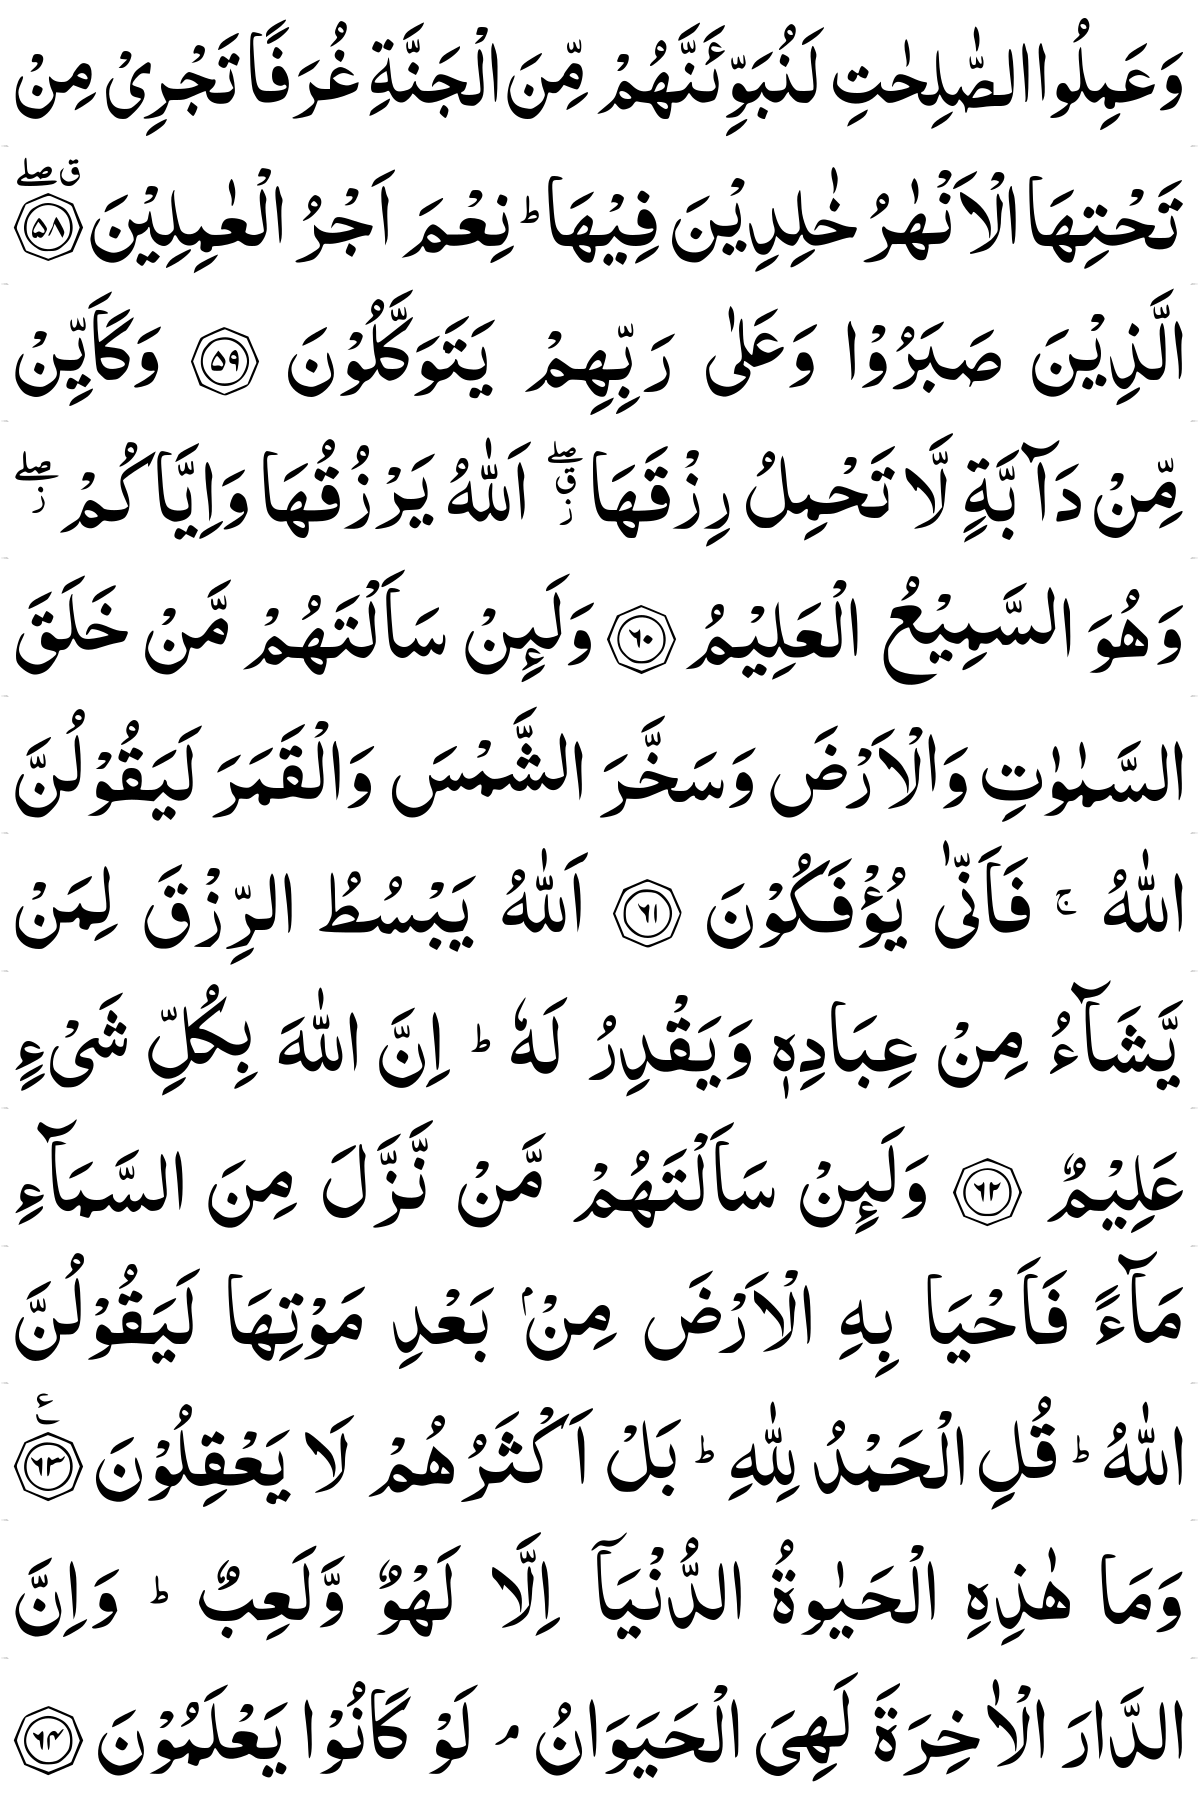 وَعَمِلُوا الصّٰلِحٰتِ لَنُبَوِّئَنَّهُمْ مِّنَ الْجَنَّةِ غُرَفًا تَجْرِیْ مِنْ
تَحْتِهَا الْاَنْهٰرُ خٰلِدِیْنَ فِیْهَا ؕ نِعْمَ اَجْرُ الْعٰمِلِیْنَ ۟ۗۖ ۵۸
الَّذِیْنَ صَبَرُوْا وَعَلٰی رَبِّهِمْ یَتَوَكَّلُوْنَ ۵۹ وَكَاَیِّنْ
مِّنْ دَآبَّةٍ لَّا تَحْمِلُ رِزْقَهَا ۗۖ اَللّٰهُ یَرْزُقُهَا وَاِیَّاكُمْ ۖؗ
وَهُوَ السَّمِیْعُ الْعَلِیْمُ ۶۰ وَلَىِٕنْ سَاَلْتَهُمْ مَّنْ خَلَقَ
السَّمٰوٰتِ وَالْاَرْضَ وَسَخَّرَ الشَّمْسَ وَالْقَمَرَ لَیَقُوْلُنَّ
اللّٰهُ ۚ فَاَنّٰی یُؤْفَكُوْنَ ۶۱ اَللّٰهُ یَبْسُطُ الرِّزْقَ لِمَنْ
یَّشَآءُ مِنْ عِبَادِهٖ وَیَقْدِرُ لَهٗ ؕ اِنَّ اللّٰهَ بِكُلِّ شَیْءٍ
عَلِیْمٌ ۶۲ وَلَىِٕنْ سَاَلْتَهُمْ مَّنْ نَّزَّلَ مِنَ السَّمَآءِ
مَآءً فَاَحْیَا بِهِ الْاَرْضَ مِنْ بَعْدِ مَوْتِهَا لَیَقُوْلُنَّ
اللّٰهُ ؕ قُلِ الْحَمْدُ لِلّٰهِ ؕ بَلْ اَكْثَرُهُمْ لَا یَعْقِلُوْنَ ۶۳ ع
وَمَا هٰذِهِ الْحَیٰوةُ الدُّنْیَاۤ اِلَّا لَهْوٌ وَّلَعِبٌ ؕ وَاِنَّ
الدَّارَ الْاٰخِرَةَ لَهِیَ الْحَیَوَانُ ۘ لَوْ كَانُوْا یَعْلَمُوْنَ ۶۴